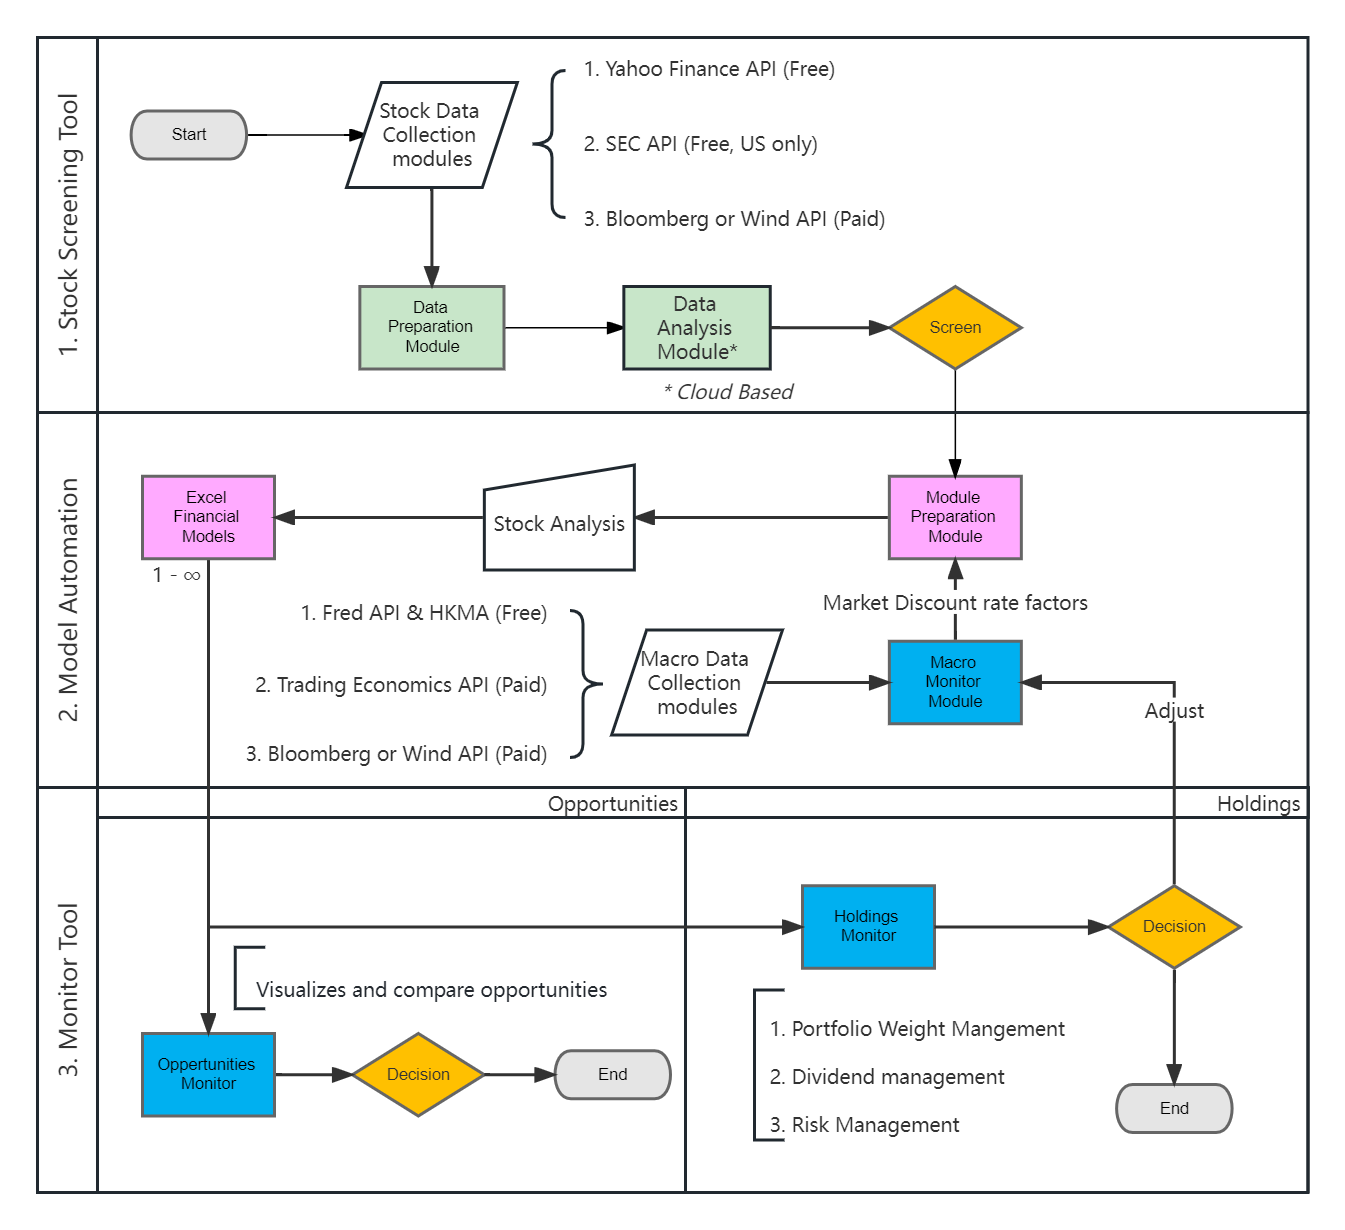 1. Stock Screening Tool
Start
Stock Data
Collection
modules
1. Yahoo Finance API (Free)
2. SEC API (Free, US only)
3. Bloomberg or Wind API (Paid)
Data
Preparation
Module
Data
Analysis
Module*
* Cloud Based
Screen
2. Model Automation
Excel
Financial
Models
1 - ∞
Stock Analysis
Module
Preparation
Module
Market Discount rate factors
1. Fred API & HKMA (Free)
2. Trading Economics API (Paid)
3. Bloomberg or Wind API (Paid)
Macro Data
Collection
modules
Macro
Monitor
Module
Adjust
3. Monitor Tool
Opportunities
Visualizes and compare opportunities
Oppertunities
Monitor
Decision
End
Holdings
Holdings
Monitor
Decision
1. Portfolio Weight Mangement
2. Dividend management
3. Risk Management
End